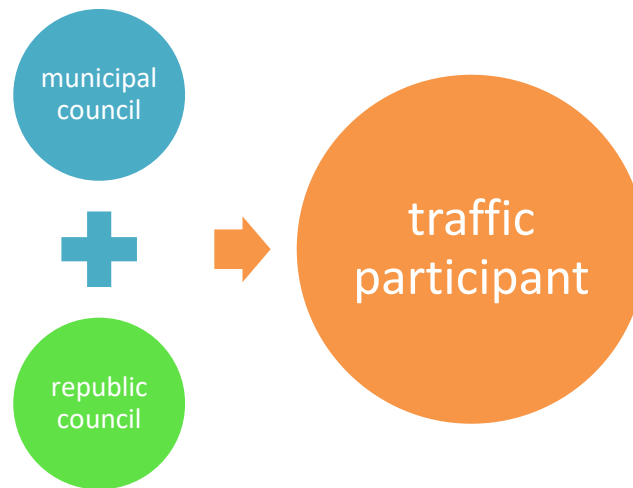 municipal
council
republic
council
traffic
participant